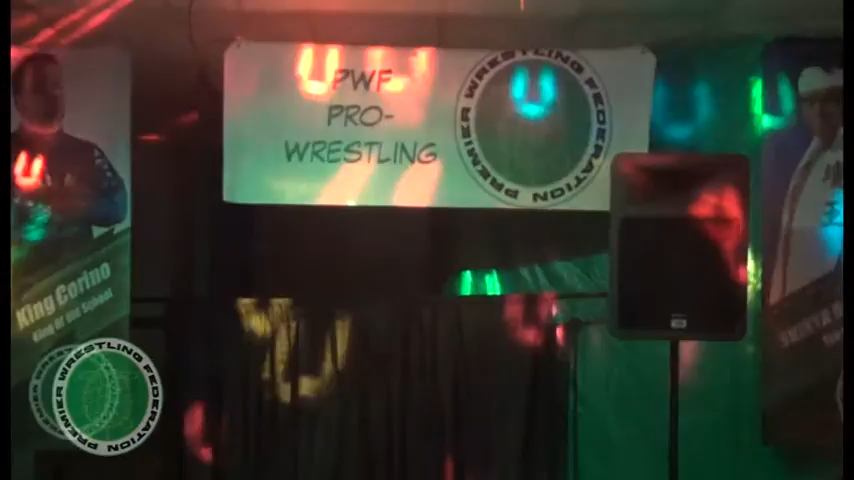 PWF
PRO-
WRESTLING
PREMIER WRESTLING FEDERATION
King Corino
King of the School
PREMIER WRESTLING FEDERATION